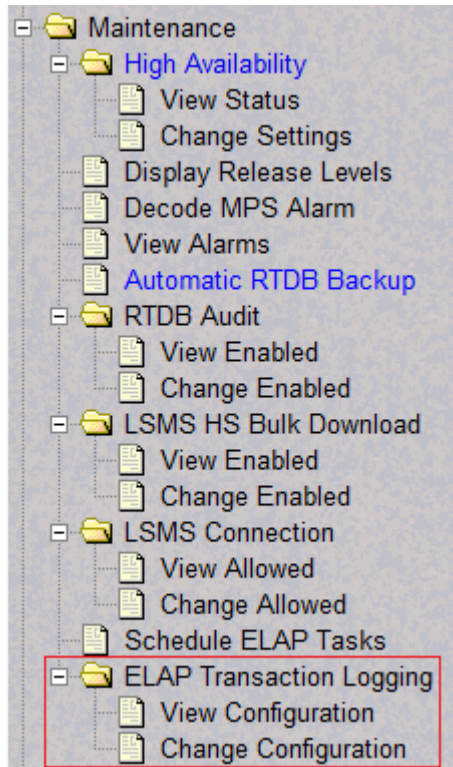 Maintenance
High Availability
View Status
Change Settings
Display Release Levels
Decode MPS Alarm
View Alarms
Automatic RTDB Backup
RTDB Audit
View Enabled
Change Enabled
LSMS HS Bulk Download
View Enabled
Change Enabled
LSMS Connection
View Allowed
Change Allowed
Schedule ELAP Tasks
ELAP Transaction Logging
View Configuration
Change Configuration